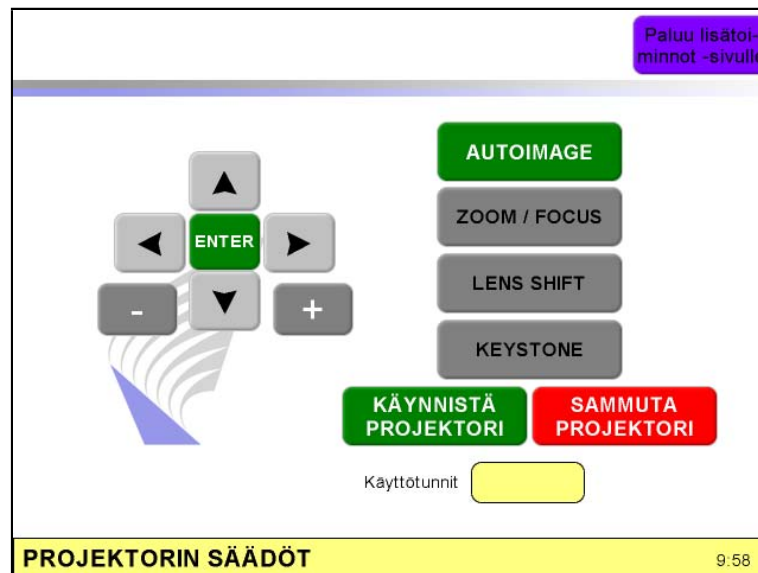 Paluu lisätoi-
minnot -sivulle
AUTOIMAGE
ZOOM / FOCUS
ENTER
LENS SHIFT
- +
KEYSTONE
KÄYNNISTÄ
PROJEKTORI
SAMMUTA
PROJEKTORI
Käyttötunnit
PROJEKTORIN SÄÄDÖT
9:58